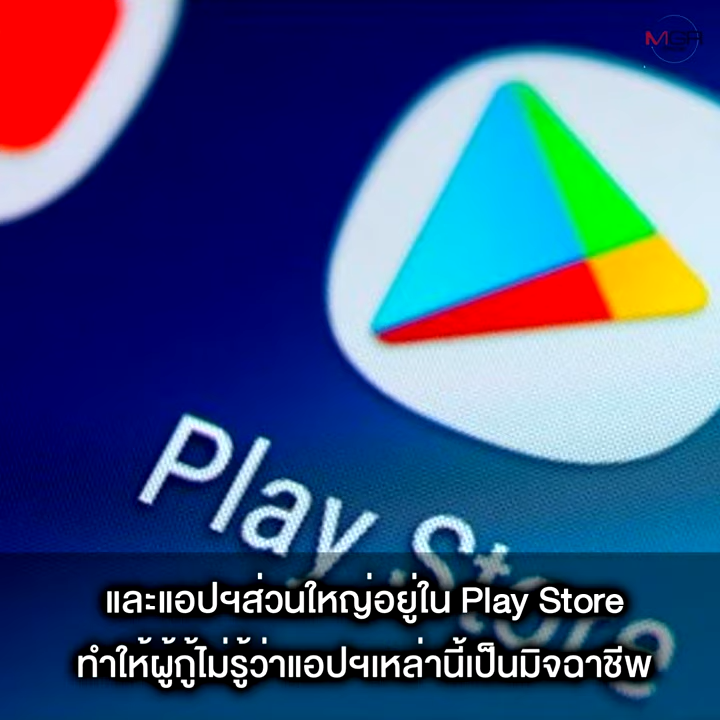 MGR
Play Store
และแอปฯส่วนใหญ่อยู่ใน Play Store
ทำให้ผู้กู้ไม่รู้ว่าแอปฯเหล่านี้เป็นมิจฉาชีพ